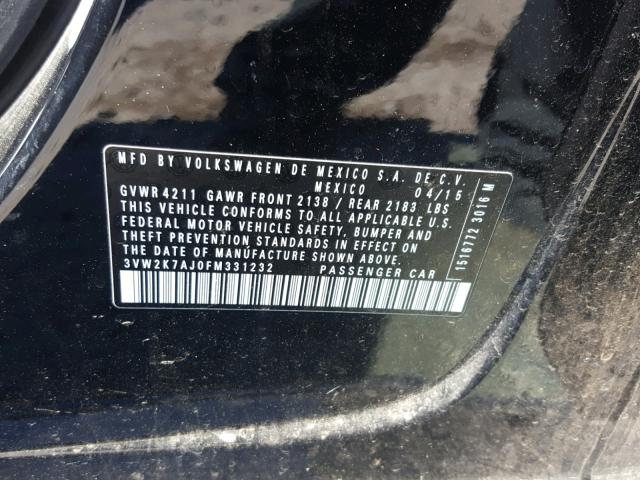 MFD BY VOLKSWAGEN DE MEXICO S.A. DE C.V.
MEXICO 04/15
GVWR 4211 GAWR FRONT 2138 / REAR 2183 LBS
THIS VEHICLE CONFORMS TO ALL APPLICABLE U.S.
FEDERAL MOTOR VEHICLE SAFETY, BUMPER AND
THEFT PREVENTION STANDARDS IN EFFECT ON
THE DATE OF MANUFACTURE SHOWN ABOVE.
3VW2K7AJ0FM331232 PASSENGER CAR
1516772 3016 M